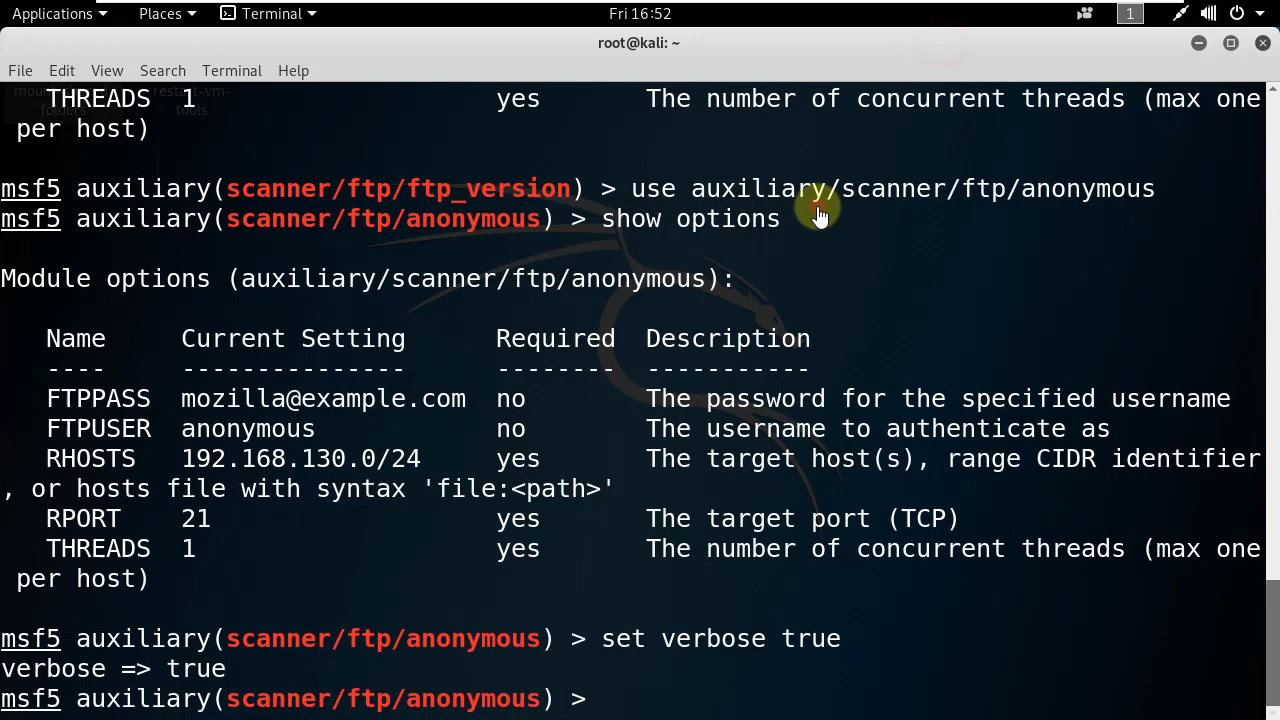 Applications Places Terminal Fri 16:52 1
root@kali: ~
File Edit View Search Terminal Help
THREADS 1 yes The number of concurrent threads (max one
per host)
msf5 auxiliary(scanner/ftp/ftp_version) > use auxiliary/scanner/ftp/anonymous
msf5 auxiliary(scanner/ftp/anonymous) > show options
Module options (auxiliary/scanner/ftp/anonymous):
Name Current Setting Required Description
---- --------------- -------- -----------
FTPPASS mozilla@example.com no The password for the specified username
FTPUSER anonymous no The username to authenticate as
RHOSTS 192.168.130.0/24 yes The target host(s), range CIDR identifier
, or hosts file with syntax 'file:<path>'
RPORT 21 yes The target port (TCP)
THREADS 1 yes The number of concurrent threads (max one
per host)
msf5 auxiliary(scanner/ftp/anonymous) > set verbose true
verbose => true
msf5 auxiliary(scanner/ftp/anonymous) >
restart-vm-
folders tools